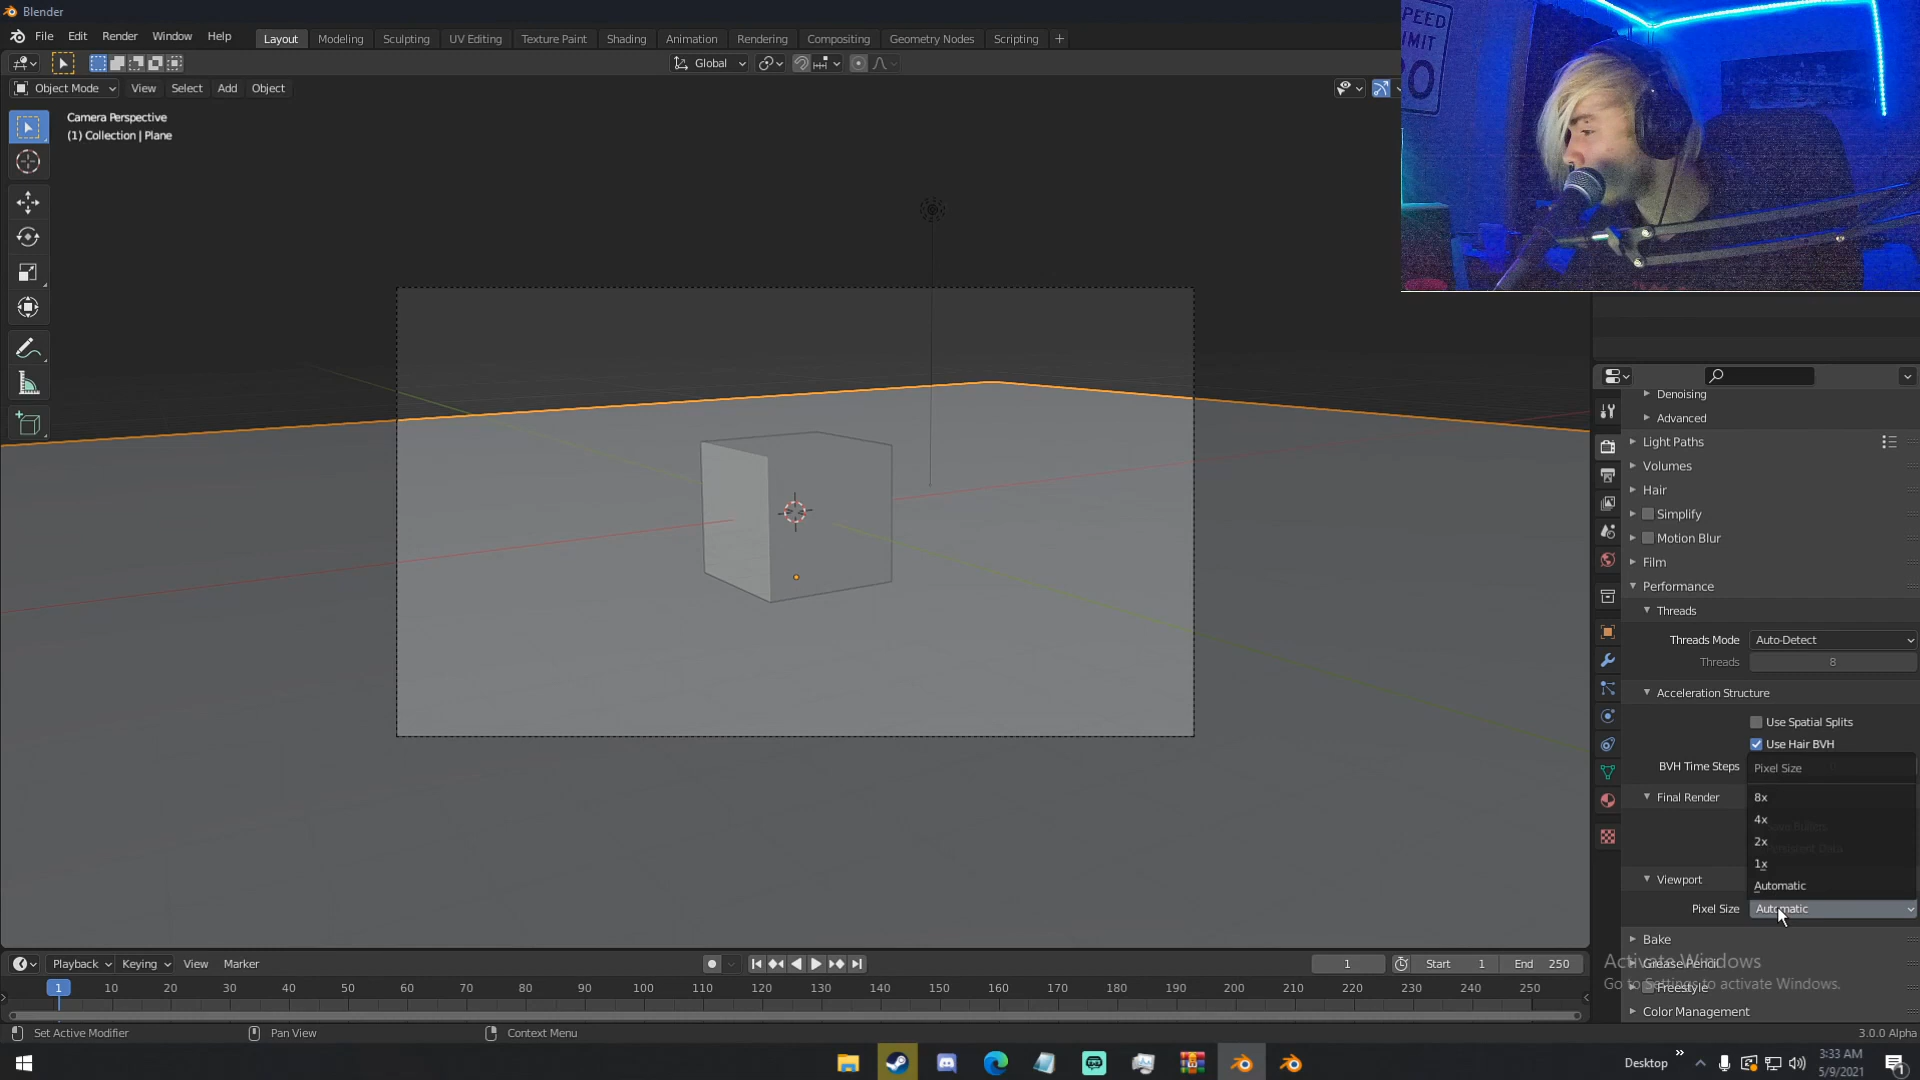 Blender
File Edit Render Window Help
Layout Modeling Sculpting UV Editing Texture Paint Shading Animation Rendering Compositing Geometry Nodes Scripting +
Global
Object Mode View Select Add Object
SPEED
LIMIT
Camera Perspective
(1) Collection | Plane
Denoising
Advanced
Light Paths
Volumes
Hair
Simplify
Motion Blur
Film
Performance
Threads
Threads Mode Auto-Detect
Threads 8
Acceleration Structure
Use Spatial Splits
Use Hair BVH
BVH Time Steps
Pixel Size
Final Render
8x
4x
2x
1x
Viewport
Automatic
Pixel Size Automatic
Bake
Grease Pencil
Freestyle
Color Management
Activate Windows
Go to Settings to activate Windows.
Playback Keying View Marker
1 Start 1 End 250
1 10 20 30 40 50 60 70 80 90 100 110 120 130 140 150 160 170 180 190 200 210 220 230 240 250
Set Active Modifier Pan View Context Menu
3.0.0 Alpha
Desktop
3:33 AM
5/9/2021
1